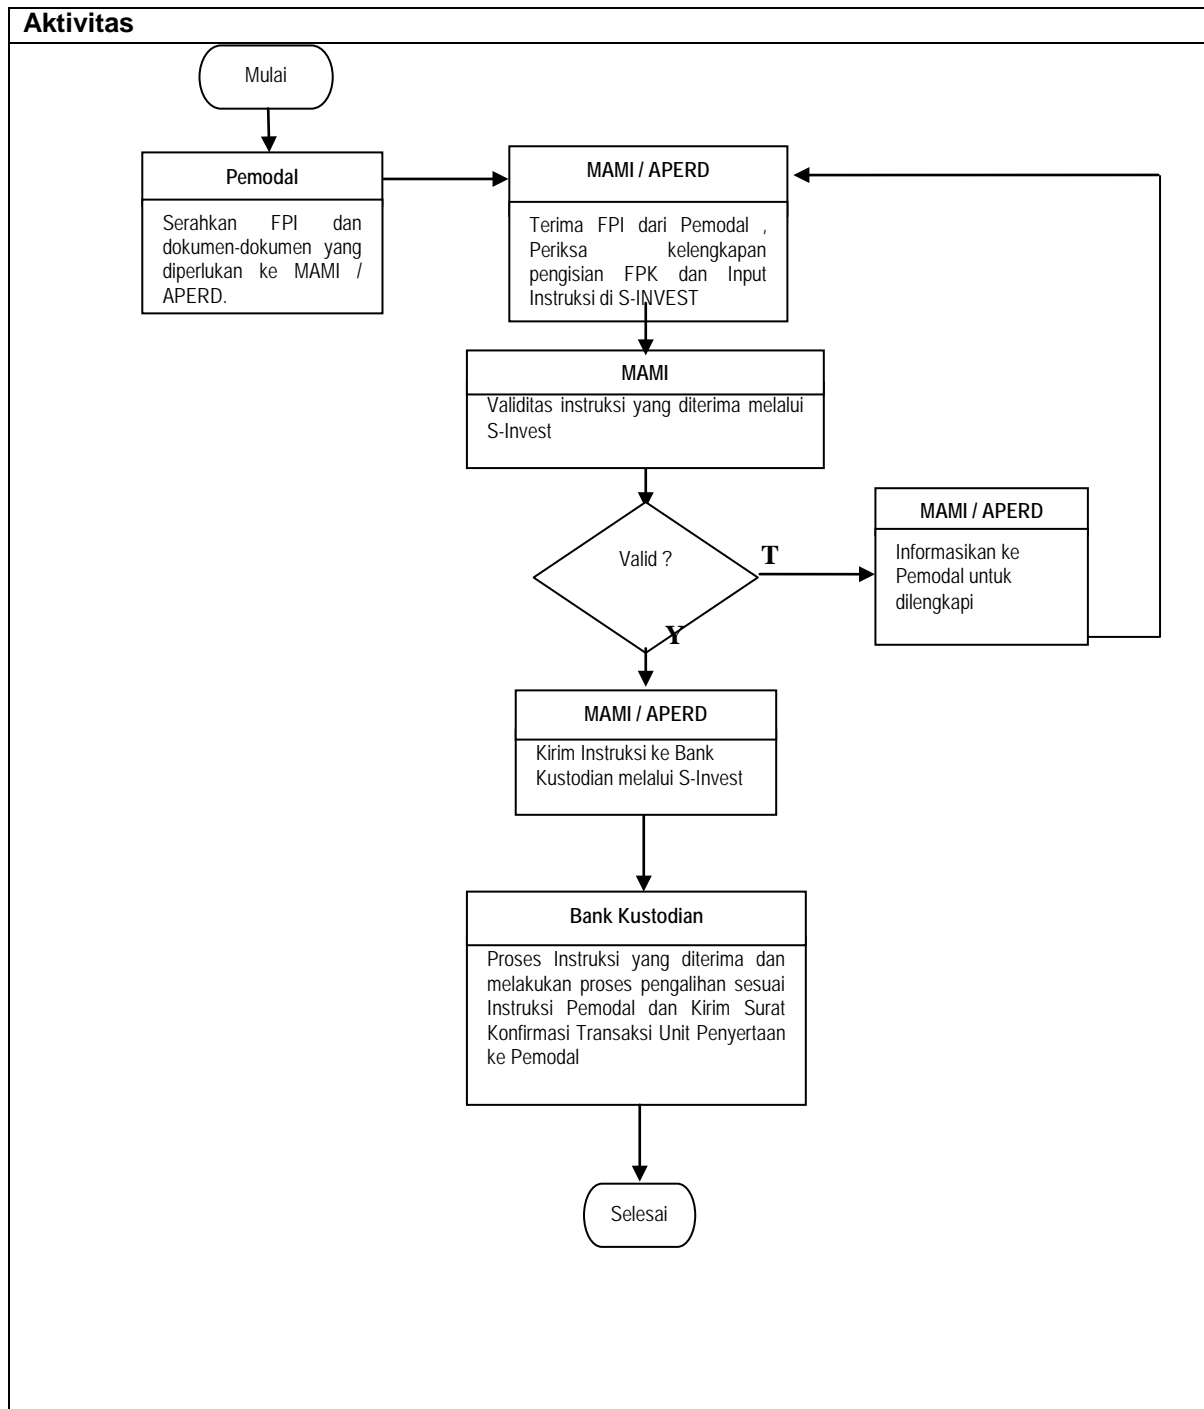 Aktivitas
Mulai
Pemodal
Serahkan FPI dan
dokumen-dokumen yang
diperlukan ke MAMI /
APERD.
MAMI / APERD
Terima FPI dari Pemodal ,
Periksa kelengkapan
pengisian FPK dan Input
Instruksi di S-INVEST
MAMI
Validitas instruksi yang diterima melalui
S-Invest
Valid ?
T
MAMI / APERD
Informasikan ke
Pemodal untuk
dilengkapi
Y
MAMI / APERD
Kirim Instruksi ke Bank
Kustodian melalui S-Invest
Bank Kustodian
Proses Instruksi yang diterima dan
melakukan proses pengalihan sesuai
Instruksi Pemodal dan Kirim Surat
Konfirmasi Transaksi Unit Penyertaan
ke Pemodal
Selesai